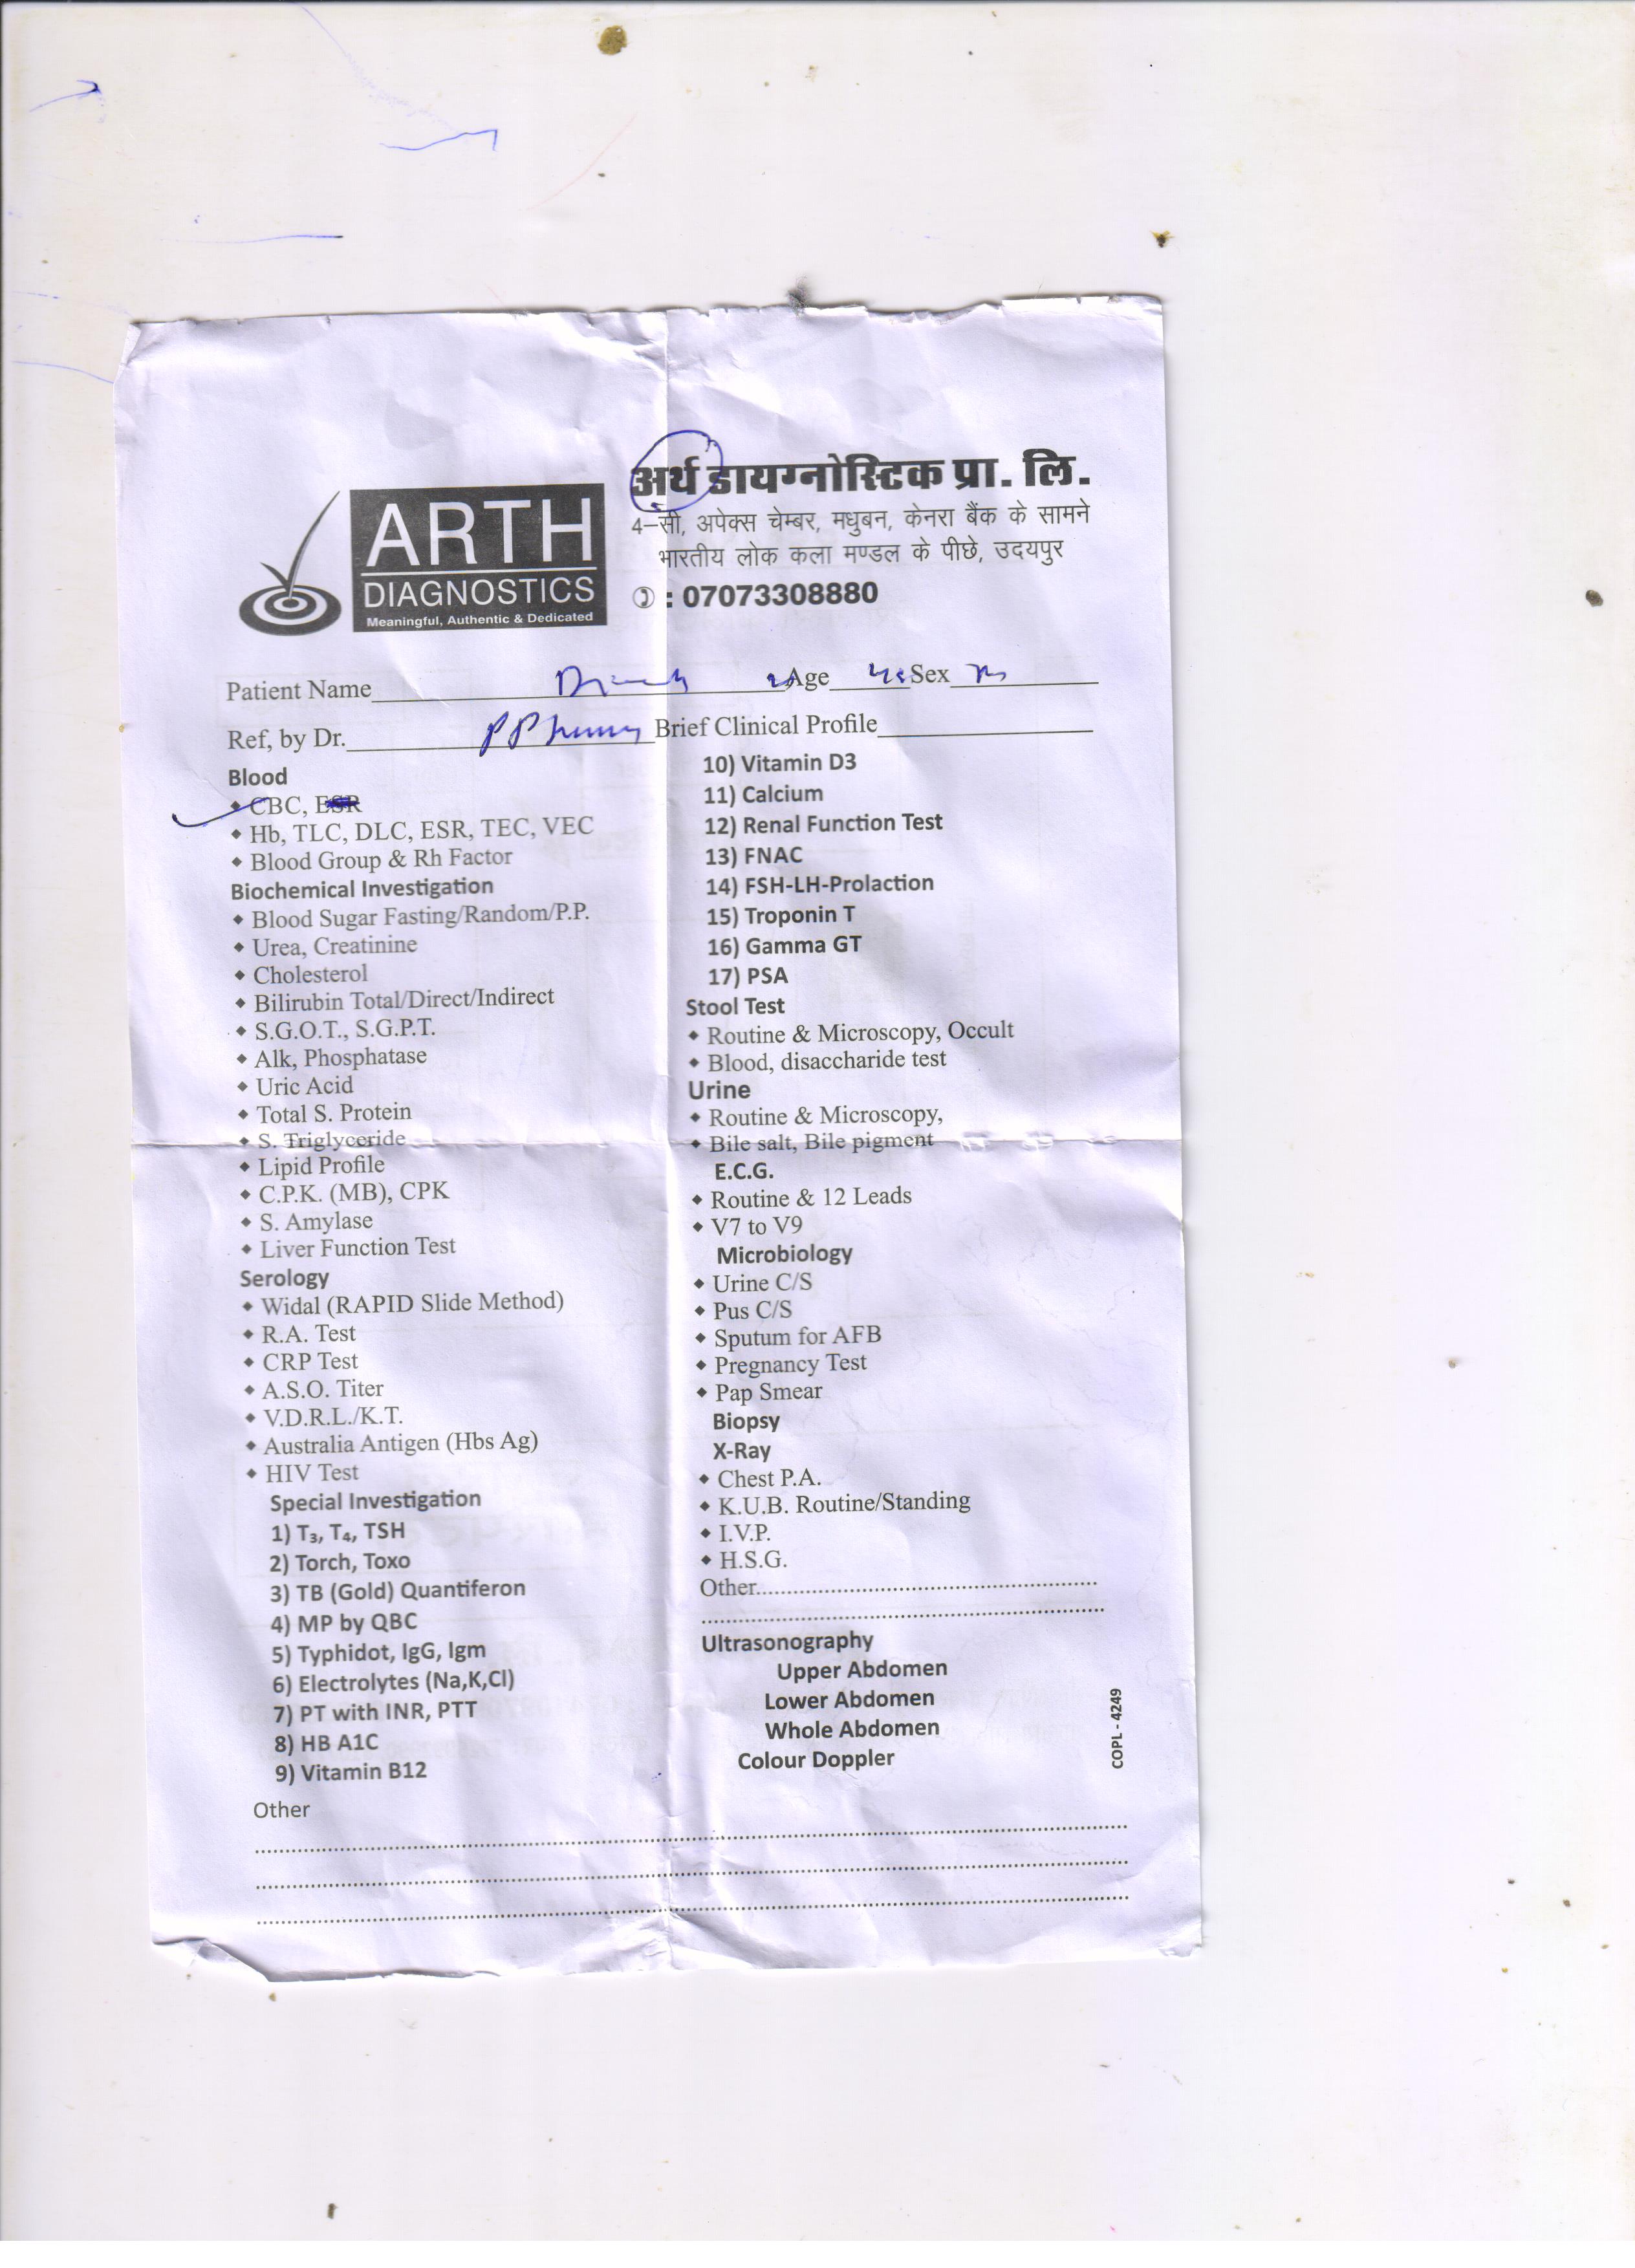 ARTH
DIAGNOSTICS
Meaningful, Authentic & Dedicated
अर्थ डायग्नोस्टिक प्रा. लि.
4-सी, अपेक्स चेम्बर, मधुबन, केनरा बैंक के सामने
भारतीय लोक कला मण्डल के पीछे, उदयपुर
✆ : 07073308880
Patient Name Age Sex M
Ref, by Dr. Brief Clinical Profile
Blood
◆ CBC, ESR
◆ Hb, TLC, DLC, ESR, TEC, VEC
◆ Blood Group & Rh Factor
Biochemical Investigation
◆ Blood Sugar Fasting/Random/P.P.
◆ Urea, Creatinine
◆ Cholesterol
◆ Bilirubin Total/Direct/Indirect
◆ S.G.O.T., S.G.P.T.
◆ Alk, Phosphatase
◆ Uric Acid
◆ Total S. Protein
◆ S. Triglyceride
◆ Lipid Profile
◆ C.P.K. (MB), CPK
◆ S. Amylase
◆ Liver Function Test
Serology
◆ Widal (RAPID Slide Method)
◆ R.A. Test
◆ CRP Test
◆ A.S.O. Titer
◆ V.D.R.L./K.T.
◆ Australia Antigen (Hbs Ag)
◆ HIV Test
Special Investigation
1) T₃, T₄, TSH
2) Torch, Toxo
3) TB (Gold) Quantiferon
4) MP by QBC
5) Typhidot, IgG, Igm
6) Electrolytes (Na,K,Cl)
7) PT with INR, PTT
8) HB A1C
9) Vitamin B12
10) Vitamin D3
11) Calcium
12) Renal Function Test
13) FNAC
14) FSH-LH-Prolaction
15) Troponin T
16) Gamma GT
17) PSA
Stool Test
◆ Routine & Microscopy, Occult
◆ Blood, disaccharide test
Urine
◆ Routine & Microscopy,
◆ Bile salt, Bile pigment
E.C.G.
◆ Routine & 12 Leads
◆ V7 to V9
Microbiology
◆ Urine C/S
◆ Pus C/S
◆ Sputum for AFB
◆ Pregnancy Test
◆ Pap Smear
Biopsy
X-Ray
◆ Chest P.A.
◆ K.U.B. Routine/Standing
◆ I.V.P.
◆ H.S.G.
Other
Ultrasonography
Upper Abdomen
Lower Abdomen
Whole Abdomen
Colour Doppler
COPL - 4249
Other